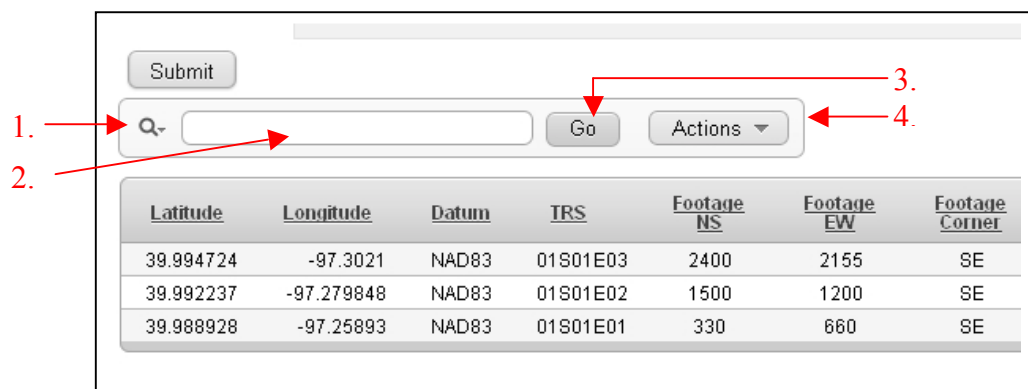 Submit
3.
1.
Go
Actions
4.
2.
Latitude Longitude Datum TRS Footage NS Footage EW Footage Corner
39.994724 -97.3021 NAD83 01S01E03 2400 2155 SE
39.992237 -97.279848 NAD83 01S01E02 1500 1200 SE
39.988928 -97.25893 NAD83 01S01E01 330 660 SE